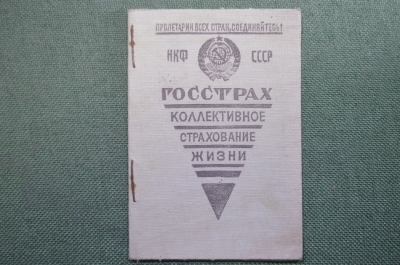 ПРОЛЕТАРИИ ВСЕХ СТРАН, СОЕДИНЯЙТЕСЬ!
НКФ СССР
ГОССТРАХ
КОЛЛЕКТИВНОЕ
СТРАХОВАНИЕ
ЖИЗНИ